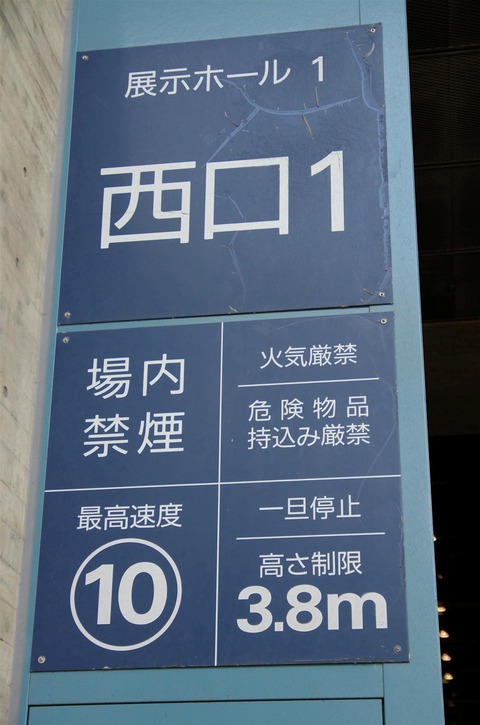 展示ホール 1
西口1
場内
禁煙
火気厳禁
危険物品
持込み厳禁
最高速度
10
一旦停止
高さ制限
3.8m